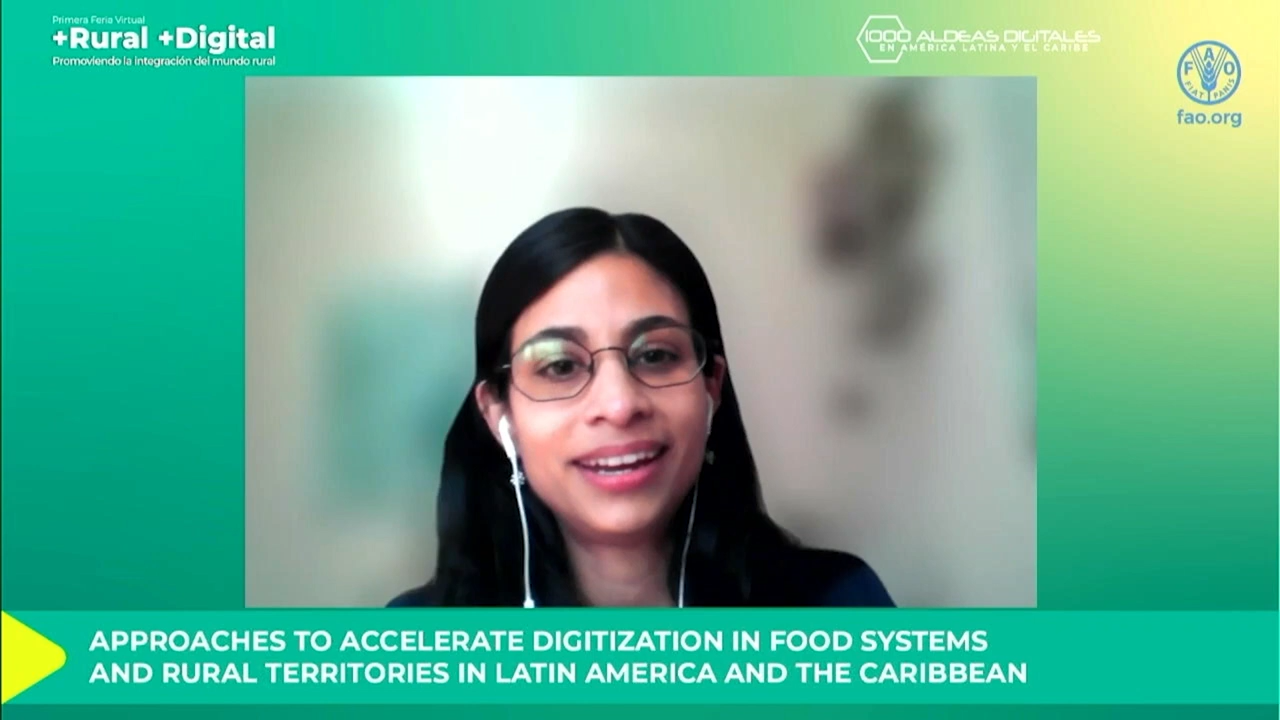 Primera Feria Virtual
+Rural +Digital
Promoviendo la integración del mundo rural
1000 ALDEAS DIGITALES
EN AMÉRICA LATINA Y EL CARIBE
F A O
FIAT PANIS
fao.org
APPROACHES TO ACCELERATE DIGITIZATION IN FOOD SYSTEMS
AND RURAL TERRITORIES IN LATIN AMERICA AND THE CARIBBEAN